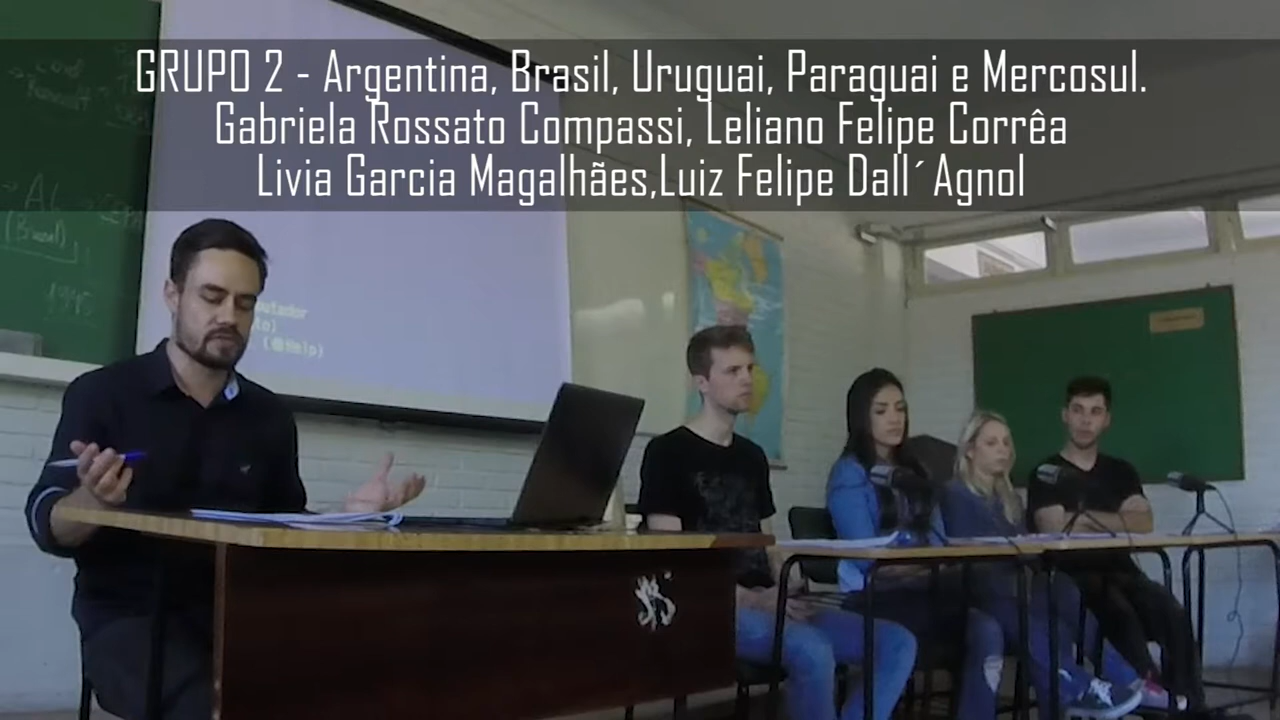 GRUPO 2 - Argentina, Brasil, Uruguai, Paraguai e Mercosul.
Gabriela Rossato Compassi, Leliano Felipe Corrêa
Livia Garcia Magalhães,Luiz Felipe Dall´Agnol
(@Help)